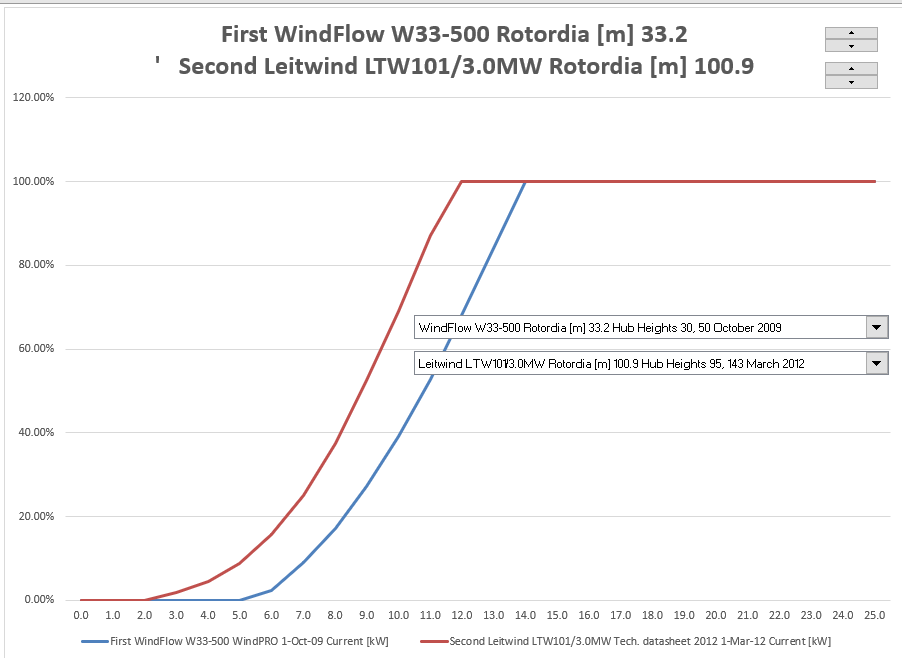 First WindFlow W33-500 Rotordia [m] 33.2
' Second Leitwind LTW101/3.0MW Rotordia [m] 100.9
120.00%
100.00%
80.00%
WindFlow W33-500 Rotordia [m] 33.2 Hub Heights 30, 50 October 2009
60.00%
Leitwind LTW101/3.0MW Rotordia [m] 100.9 Hub Heights 95, 143 March 2012
40.00%
20.00%
0.00%
0.0 1.0 2.0 3.0 4.0 5.0 6.0 7.0 8.0 9.0 10.0 11.0 12.0 13.0 14.0 15.0 16.0 17.0 18.0 19.0 20.0 21.0 22.0 23.0 24.0 25.0
First WindFlow W33-500 WindPRO 1-Oct-09 Current [kW] Second Leitwind LTW101/3.0MW Tech. datasheet 2012 1-Mar-12 Current [kW]